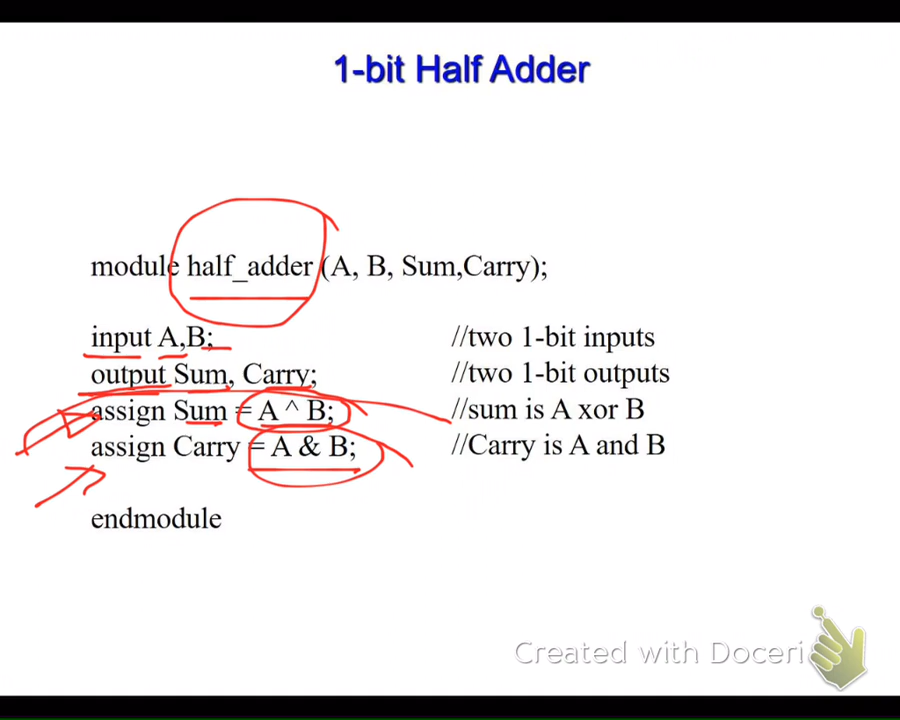 1-bit Half Adder
module half_adder (A, B, Sum,Carry);
input A,B; //two 1-bit inputs
output Sum, Carry; //two 1-bit outputs
assign Sum = A ^ B; //sum is A xor B
assign Carry = A & B; //Carry is A and B
endmodule
Created with Doceri